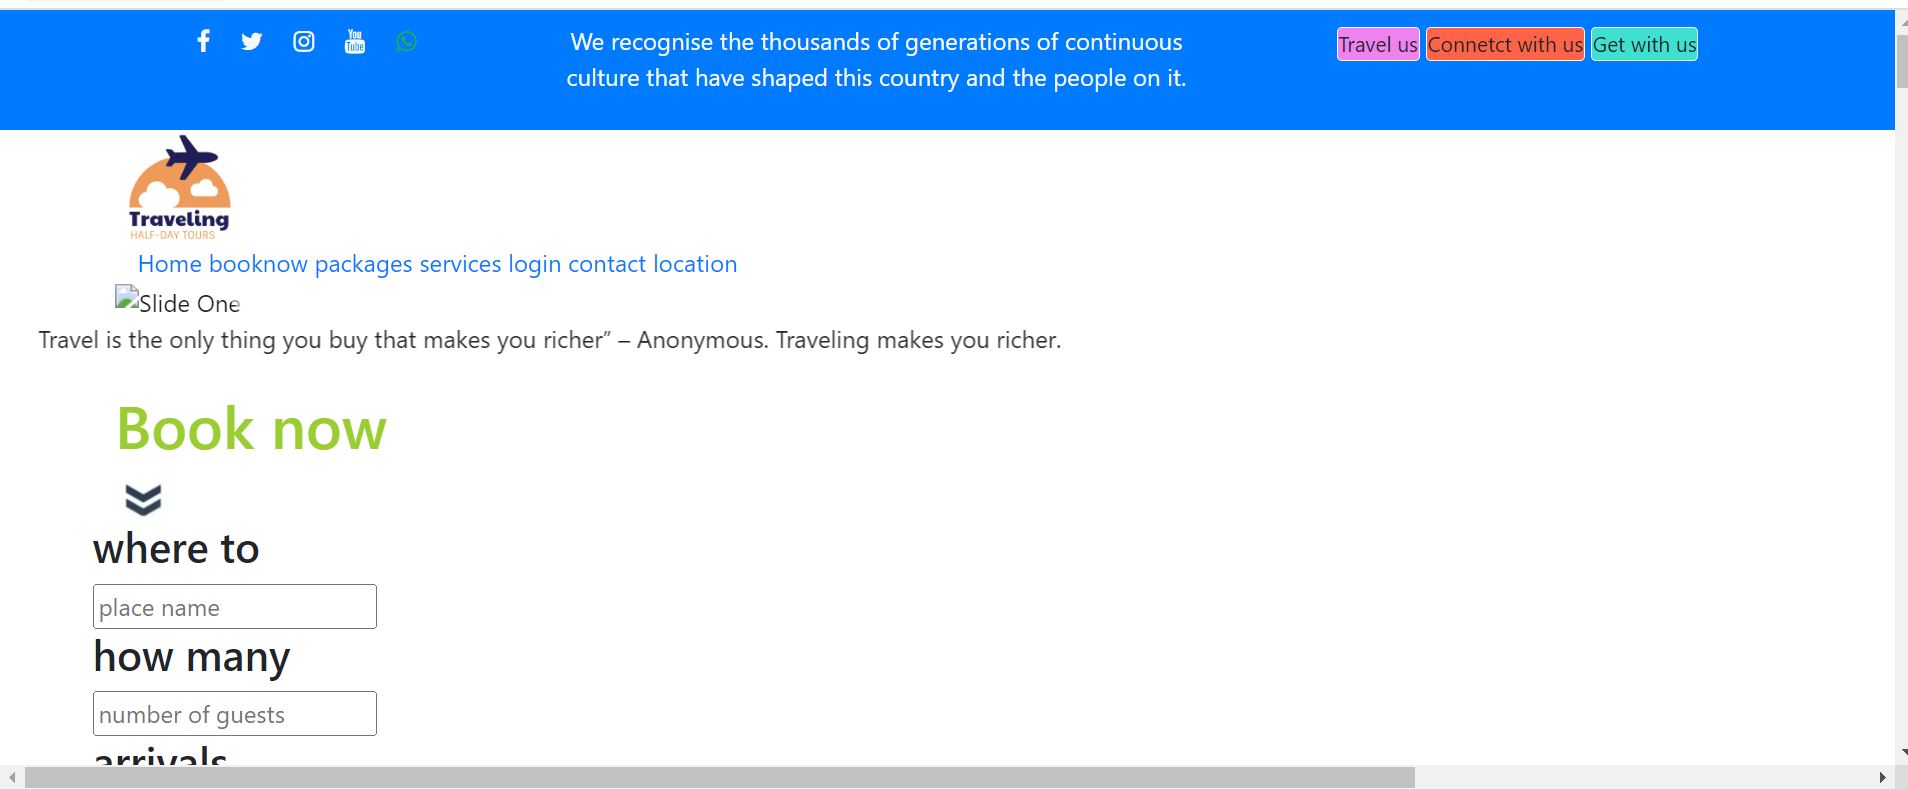 You Tube
We recognise the thousands of generations of continuous
culture that have shaped this country and the people on it.
Travel us Connetct with us Get with us
Traveling
HALF-DAY TOURS
Home booknow packages services login contact location
Slide One
Travel is the only thing you buy that makes you richer” – Anonymous. Traveling makes you richer.
Book now
where to
place name
how many
number of guests
arrivals